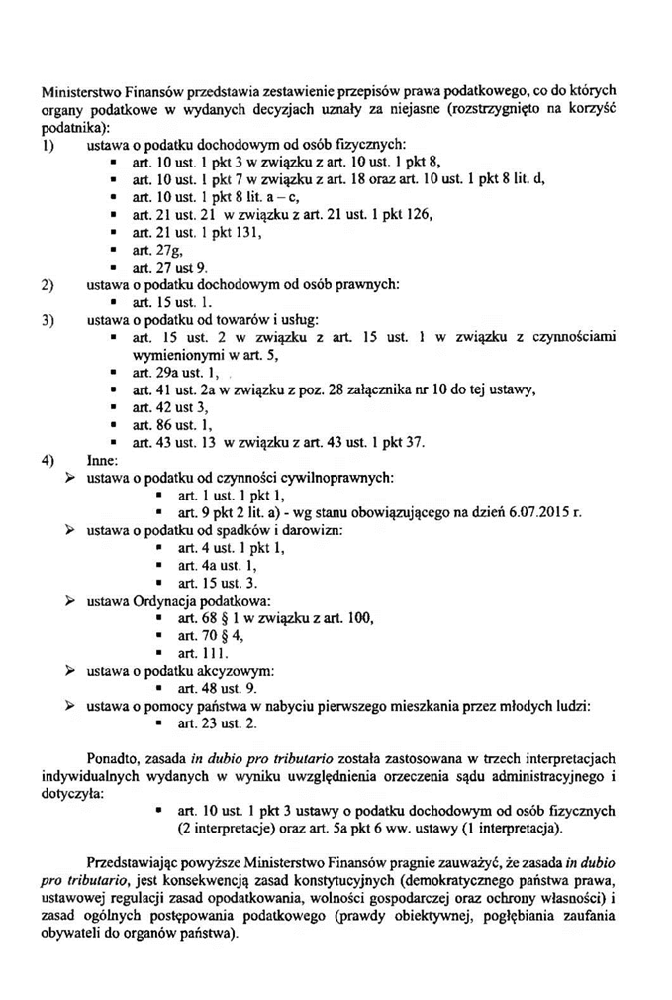 Ministerstwo Finansów przedstawia zestawienie przepisów prawa podatkowego, co do których
organy podatkowe w wydanych decyzjach uznały za niejasne (rozstrzygnięto na korzyść
podatnika):
1) ustawa o podatku dochodowym od osób fizycznych:
▪ art. 10 ust. 1 pkt 3 w związku z art. 10 ust. 1 pkt 8,
▪ art. 10 ust. 1 pkt 7 w związku z art. 18 oraz art. 10 ust. 1 pkt 8 lit. d,
▪ art. 10 ust. 1 pkt 8 lit. a – c,
▪ art. 21 ust. 21 w związku z art. 21 ust. 1 pkt 126,
▪ art. 21 ust. 1 pkt 131,
▪ art. 27g,
▪ art. 27 ust 9.
2) ustawa o podatku dochodowym od osób prawnych:
▪ art. 15 ust. 1.
3) ustawa o podatku od towarów i usług:
▪ art. 15 ust. 2 w związku z art. 15 ust. 1 w związku z czynnościami
wymienionymi w art. 5,
▪ art. 29a ust. 1,
▪ art. 41 ust. 2a w związku z poz. 28 załącznika nr 10 do tej ustawy,
▪ art. 42 ust 3,
▪ art. 86 ust. 1,
▪ art. 43 ust. 13 w związku z art. 43 ust. 1 pkt 37.
4) Inne:
➢ ustawa o podatku od czynności cywilnoprawnych:
▪ art. 1 ust. 1 pkt 1,
▪ art. 9 pkt 2 lit. a) - wg stanu obowiązującego na dzień 6.07.2015 r.
➢ ustawa o podatku od spadków i darowizn:
▪ art. 4 ust. 1 pkt 1,
▪ art. 4a ust. 1,
▪ art. 15 ust. 3.
➢ ustawa Ordynacja podatkowa:
▪ art. 68 § 1 w związku z art. 100,
▪ art. 70 § 4,
▪ art. 111.
➢ ustawa o podatku akcyzowym:
▪ art. 48 ust. 9.
➢ ustawa o pomocy państwa w nabyciu pierwszego mieszkania przez młodych ludzi:
▪ art. 23 ust. 2.
Ponadto, zasada in dubio pro tributario została zastosowana w trzech interpretacjach
indywidualnych wydanych w wyniku uwzględnienia orzeczenia sądu administracyjnego i
dotyczyła:
▪ art. 10 ust. 1 pkt 3 ustawy o podatku dochodowym od osób fizycznych
(2 interpretacje) oraz art. 5a pkt 6 ww. ustawy (1 interpretacja).
Przedstawiając powyższe Ministerstwo Finansów pragnie zauważyć, że zasada in dubio
pro tributario, jest konsekwencją zasad konstytucyjnych (demokratycznego państwa prawa,
ustawowej regulacji zasad opodatkowania, wolności gospodarczej oraz ochrony własności) i
zasad ogólnych postępowania podatkowego (prawdy obiektywnej, pogłębiania zaufania
obywateli do organów państwa).